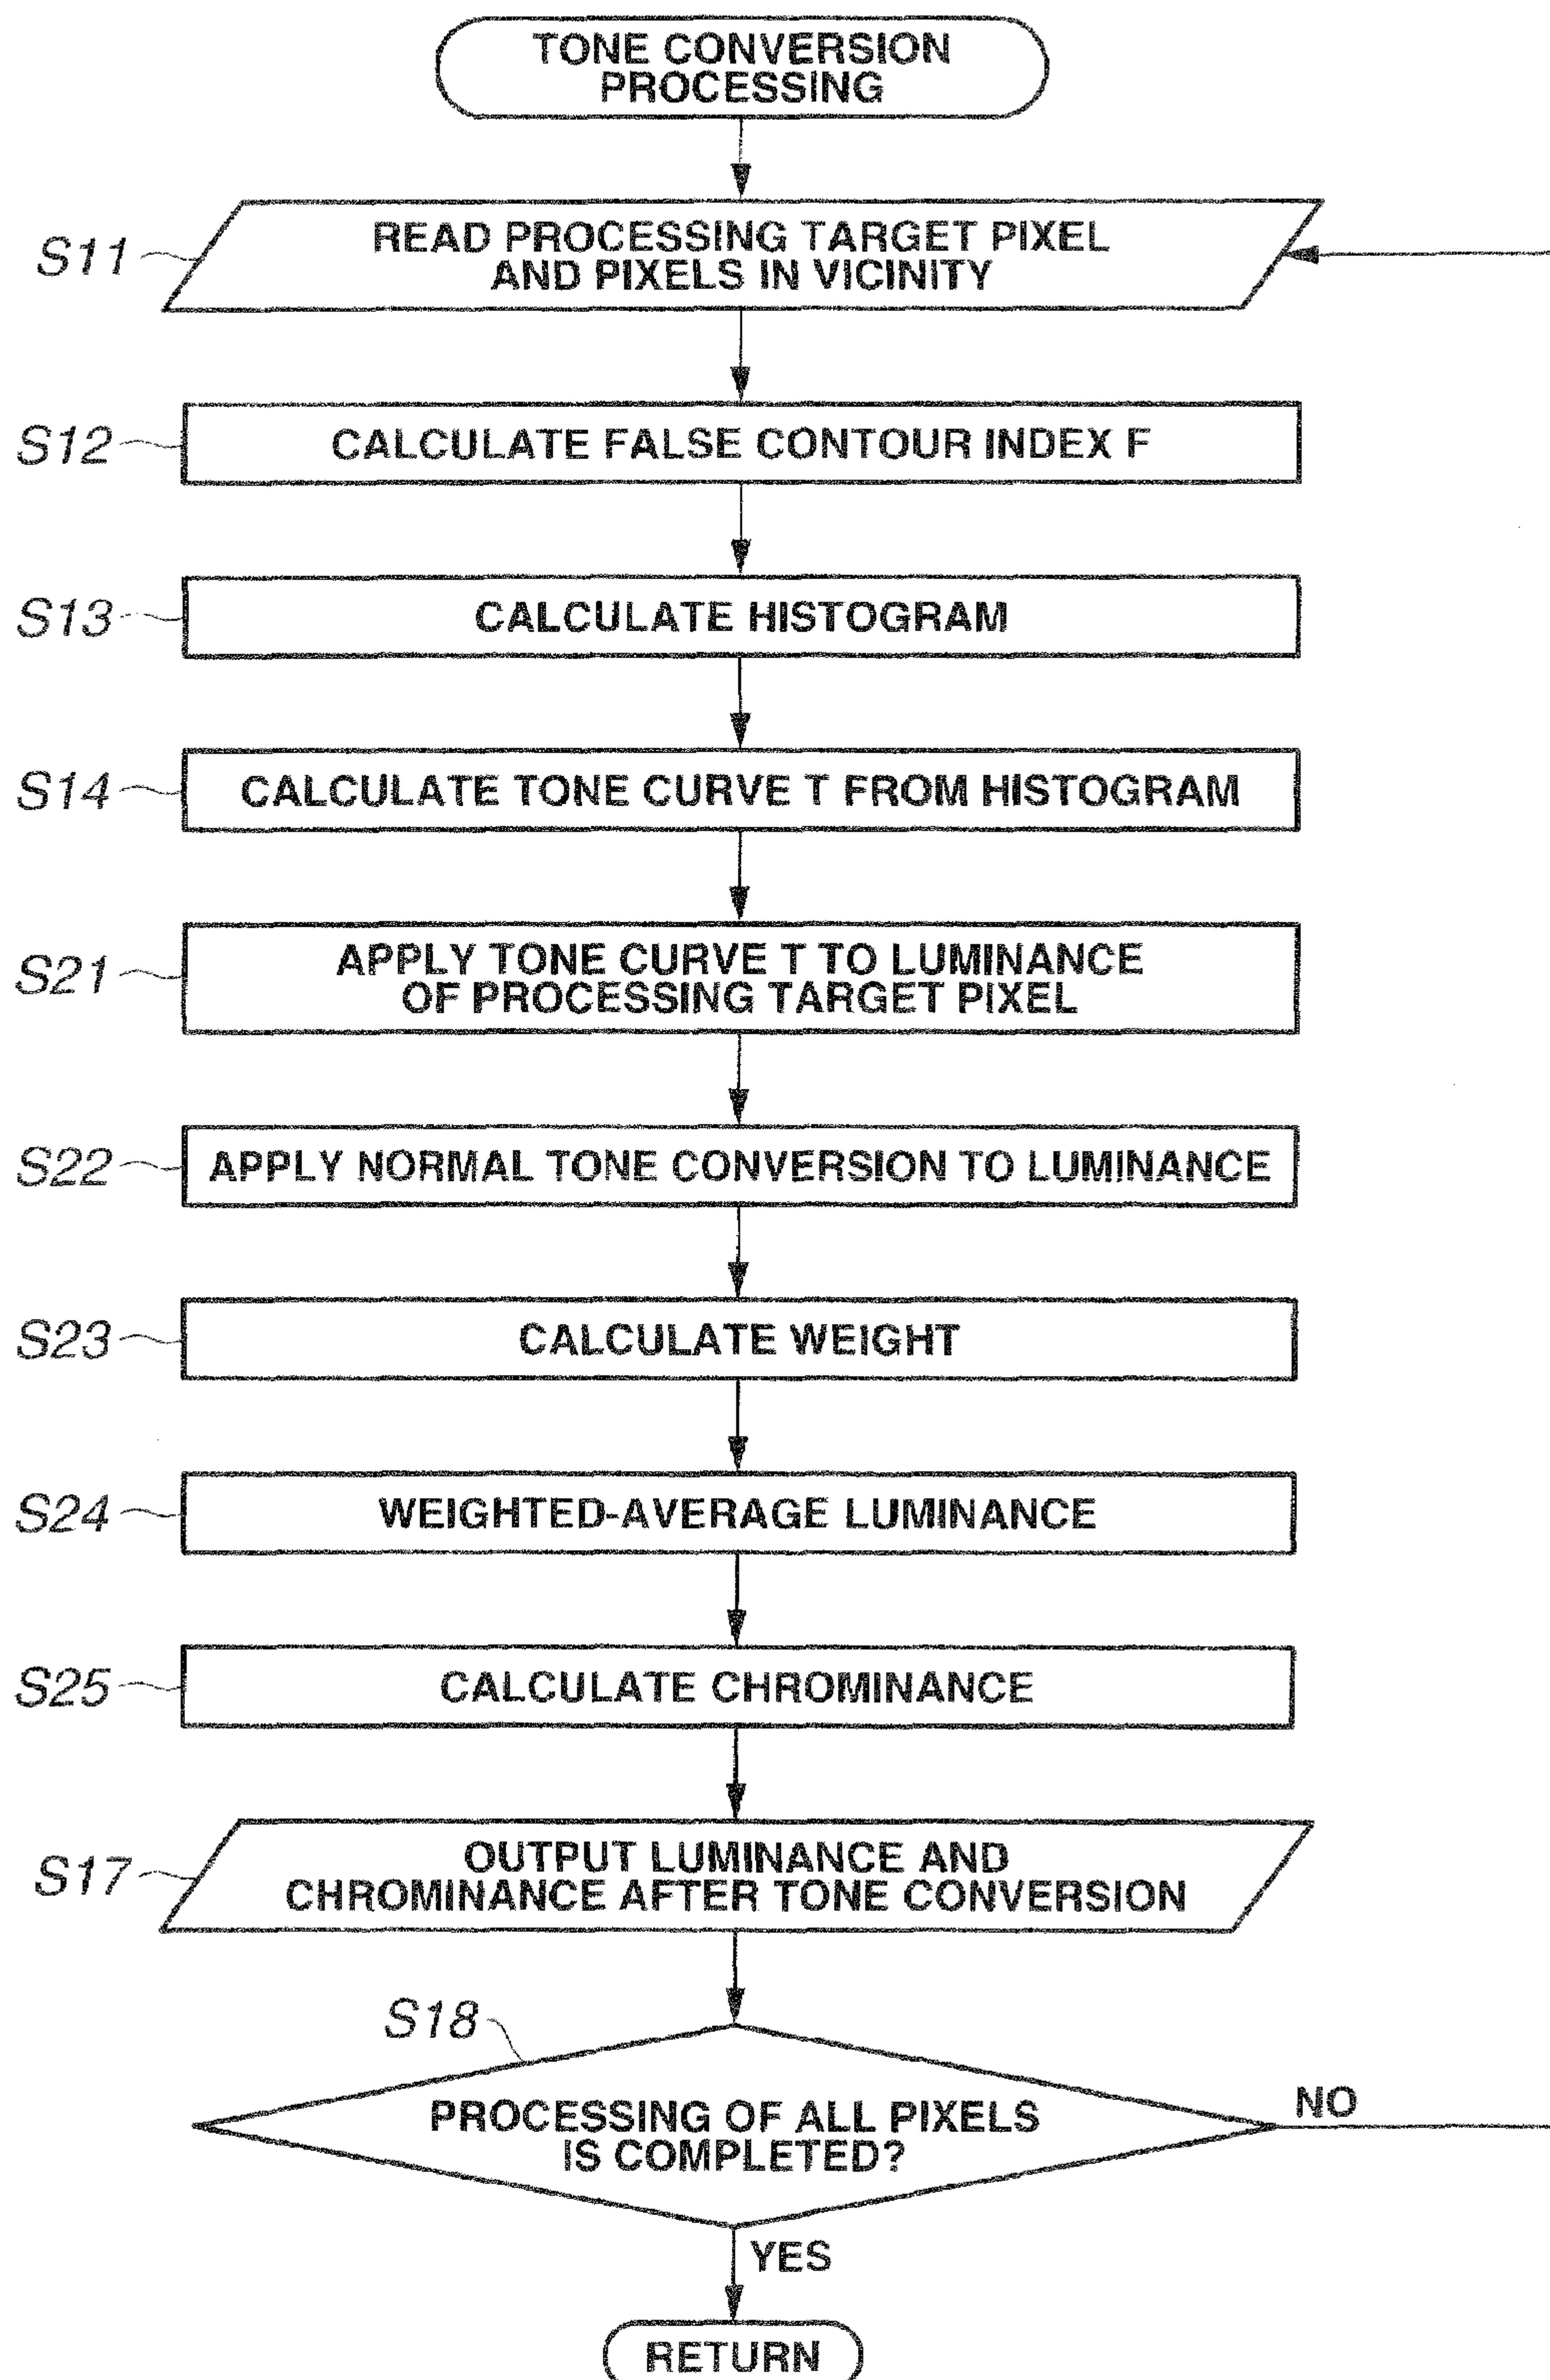 TONE CONVERSION
PROCESSING
S11
READ PROCESSING TARGET PIXEL
AND PIXELS IN VICINITY
S12
CALCULATE FALSE CONTOUR INDEX F
S13
CALCULATE HISTOGRAM
S14
CALCULATE TONE CURVE T FROM HISTOGRAM
S21
APPLY TONE CURVE T TO LUMINANCE
OF PROCESSING TARGET PIXEL
S22
APPLY NORMAL TONE CONVERSION TO LUMINANCE
S23
CALCULATE WEIGHT
S24
WEIGHTED-AVERAGE LUMINANCE
S25
CALCULATE CHROMINANCE
S17
OUTPUT LUMINANCE AND
CHROMINANCE AFTER TONE CONVERSION
S18
PROCESSING OF ALL PIXELS
IS COMPLETED?
NO
YES
RETURN